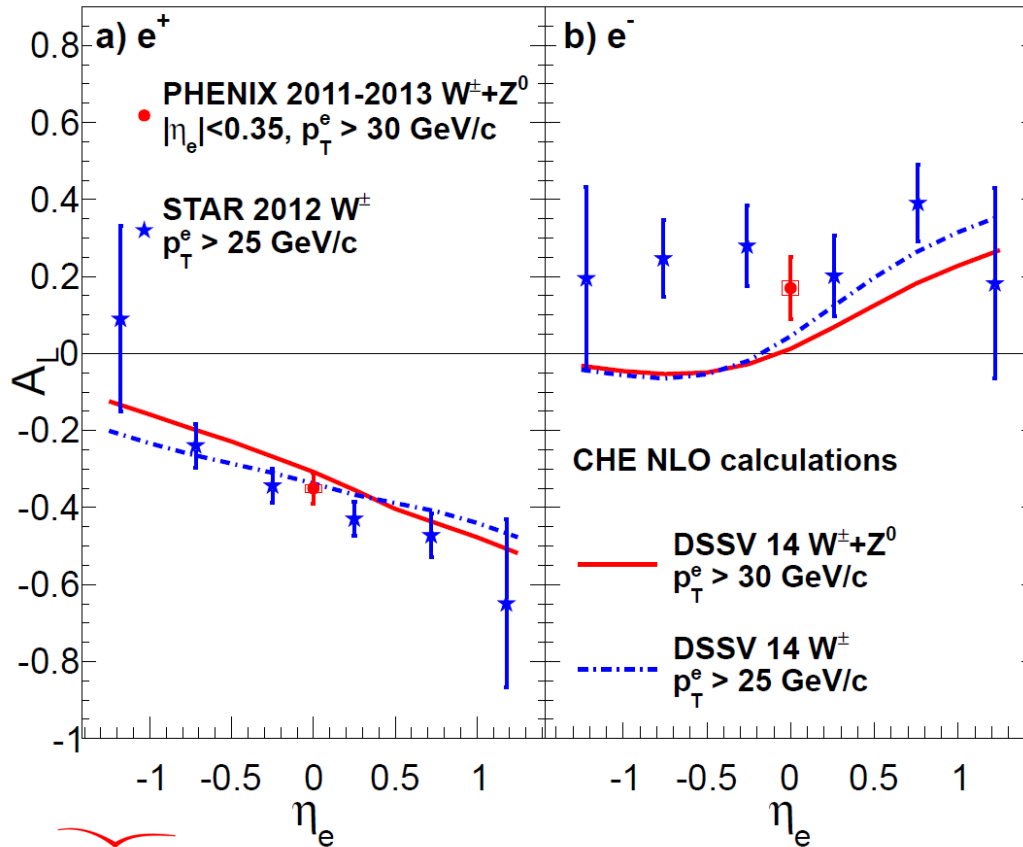 a) e+
b) e-
PHENIX 2011-2013 W±+Z0
|ηe|<0.35, pTe > 30 GeV/c
STAR 2012 W±
pTe > 25 GeV/c
CHE NLO calculations
DSSV 14 W±+Z0
pTe > 30 GeV/c
DSSV 14 W±
pTe > 25 GeV/c
AL
0.8
0.6
0.4
0.2
0
-0.2
-0.4
-0.6
-0.8
-1
-1 -0.5 0 0.5 1
-1 -0.5 0 0.5 1
ηe
ηe